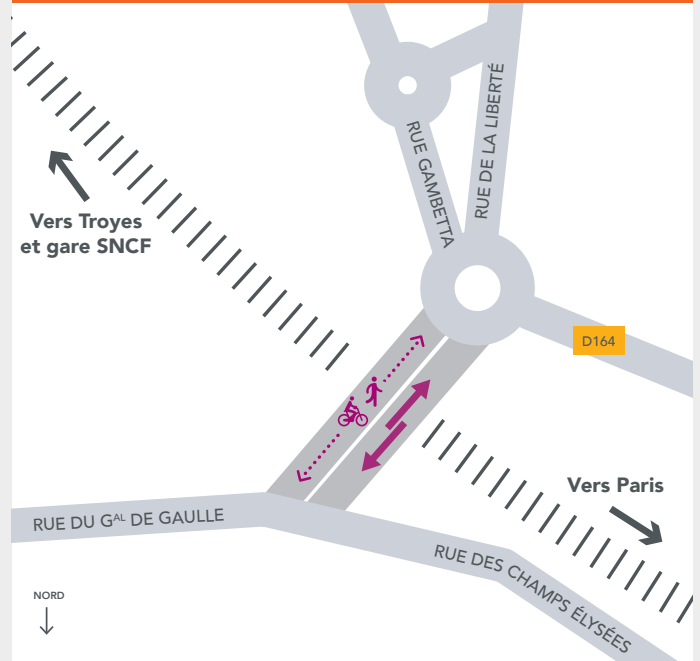 RUE DE LA LIBERTÉ
RUE GAMBETTA
Vers Troyes
et gare SNCF
D164
Vers Paris
RUE DU GAL DE GAULLE
RUE DES CHAMPS ÉLYSÉES
NORD